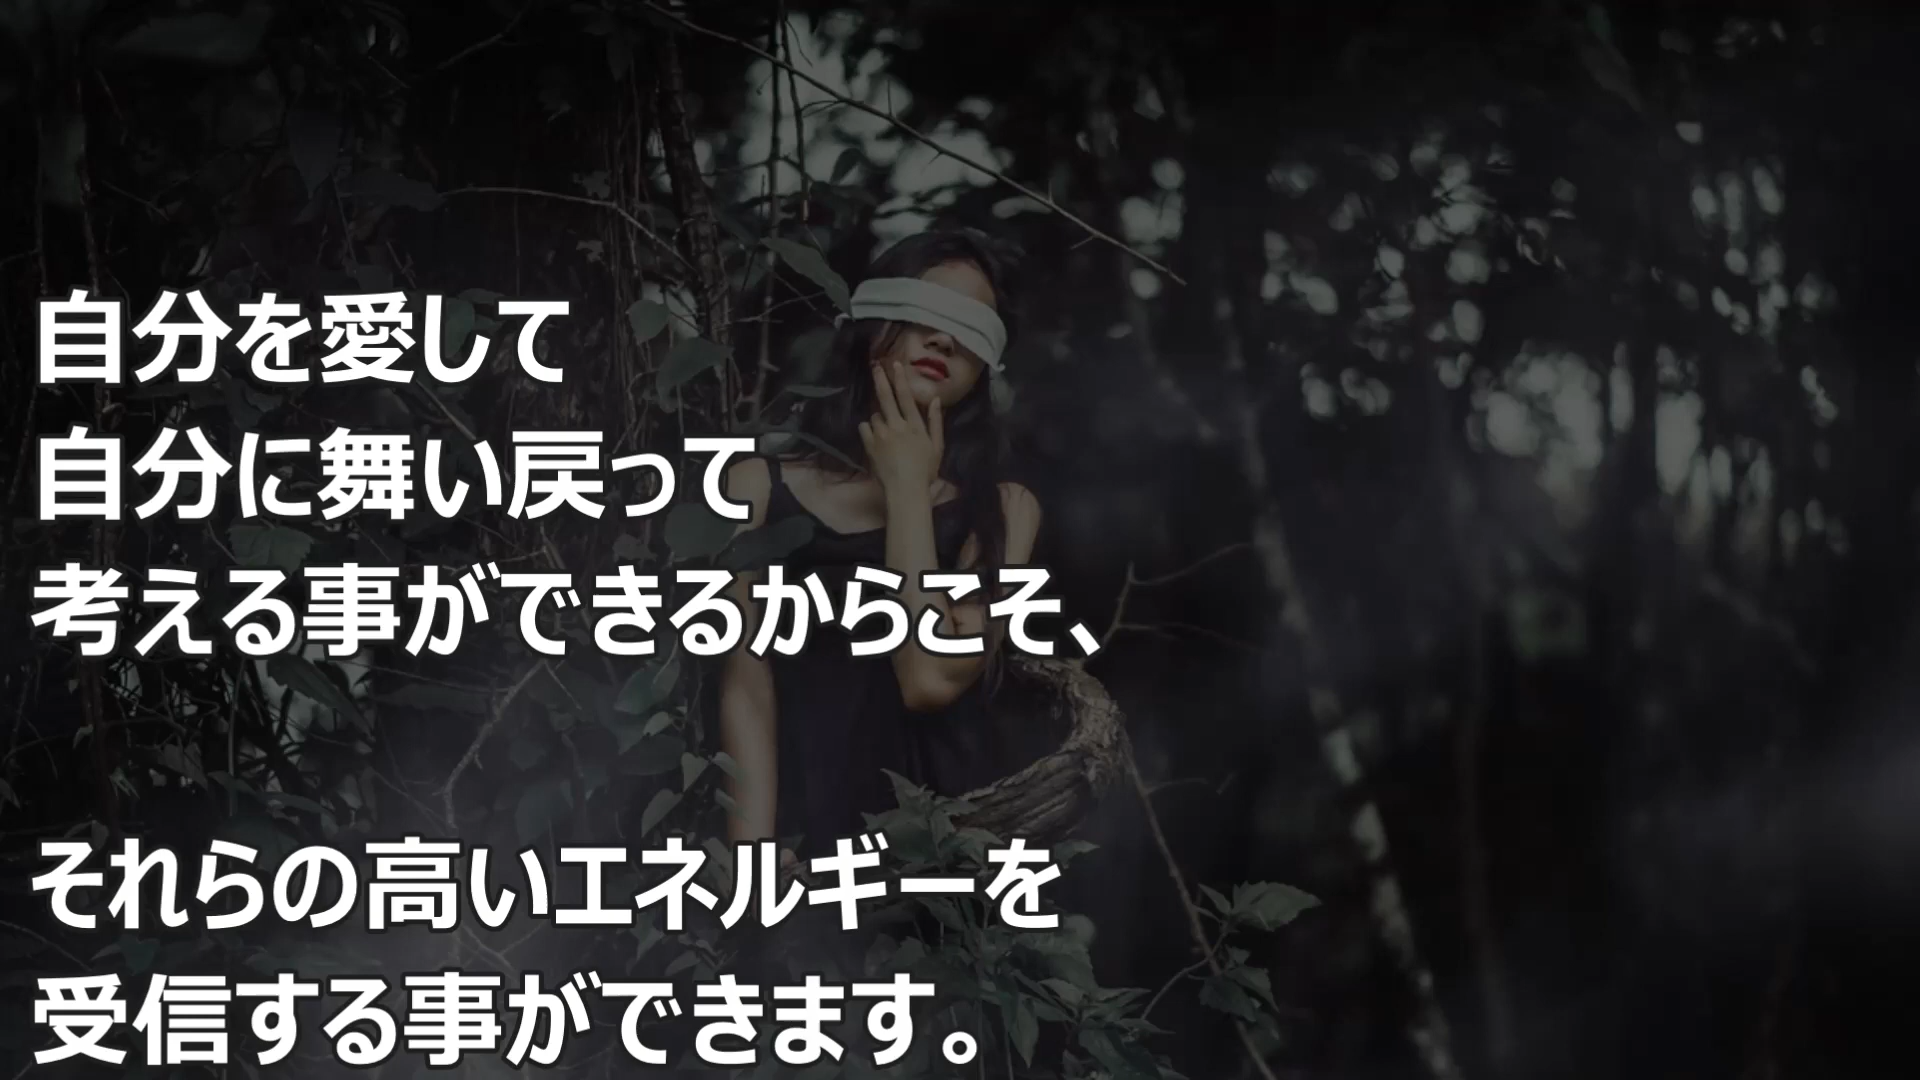 自分を愛して
自分に舞い戻って
考える事ができるからこそ、
それらの高いエネルギーを
受信する事ができます。